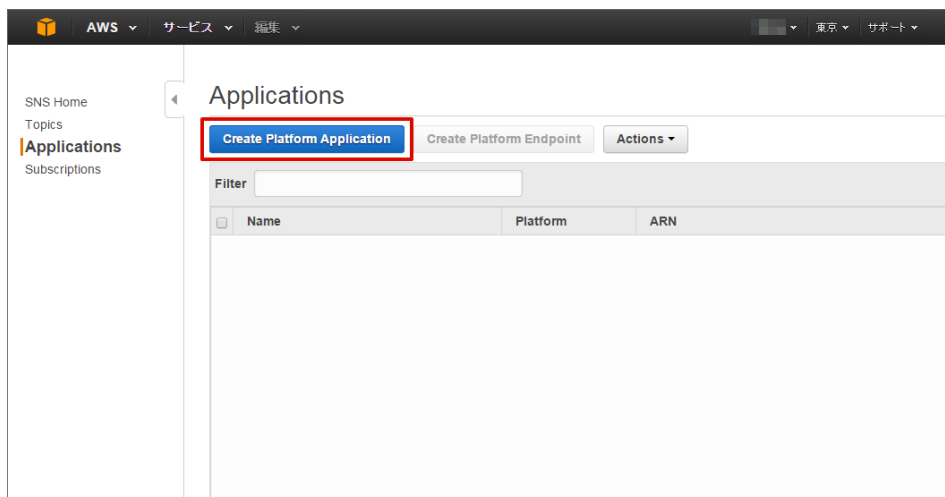 AWS サービス 編集 東京 サポート
SNS Home
Topics
Applications
Subscriptions
Applications
Create Platform Application Create Platform Endpoint Actions
Filter
Name Platform ARN